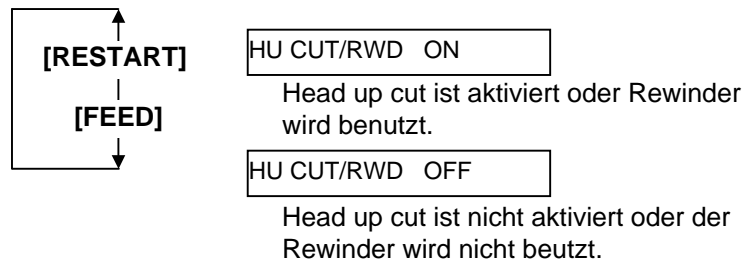 [RESTART]
[FEED]
HU CUT/RWD ON
Head up cut ist aktiviert oder Rewinder
wird benutzt.
HU CUT/RWD OFF
Head up cut ist nicht aktiviert oder der
Rewinder wird nicht beutzt.